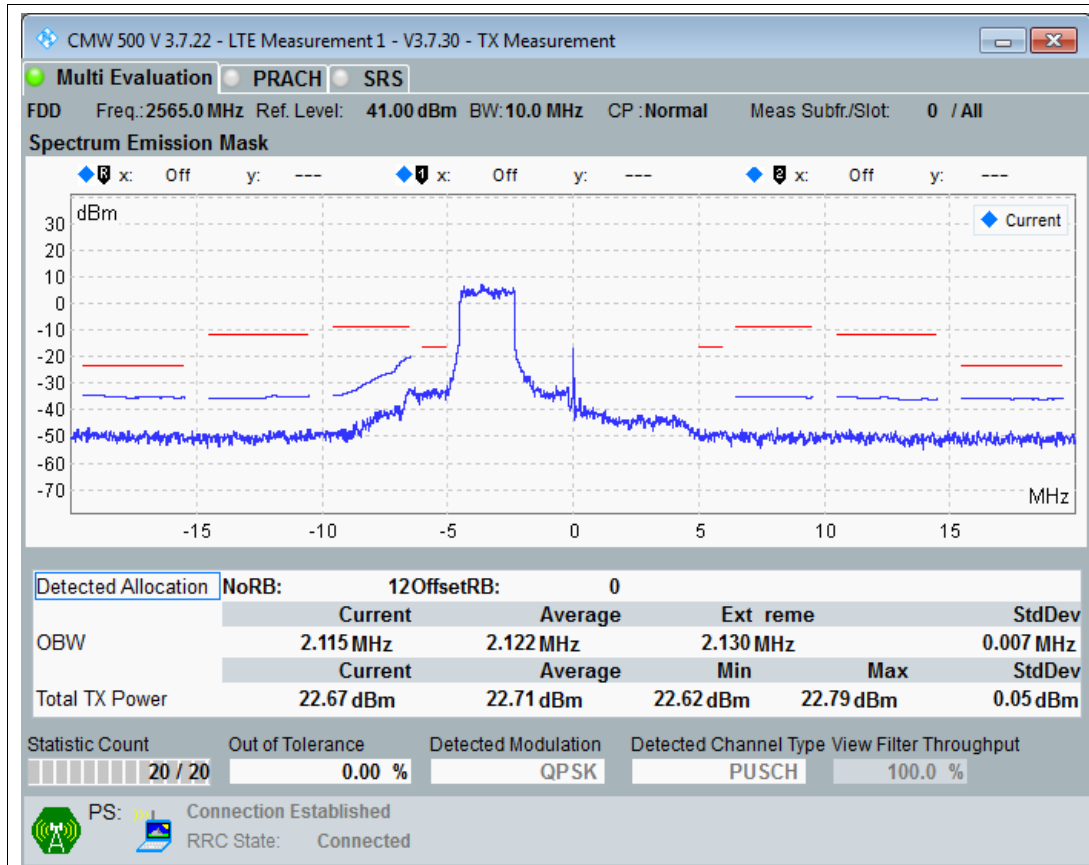 CMW 500 V 3.7.22 - LTE Measurement 1 - V3.7.30 - TX Measurement
Multi Evaluation PRACH SRS
FDD Freq.: 2565.0 MHz Ref. Level: 41.00 dBm BW: 10.0 MHz CP : Normal Meas Subfr./Slot: 0 / All
Spectrum Emission Mask
R x: Off y: --- 1 x: Off y: --- 2 x: Off y: ---
dBm
Current
30
20
10
0
-10
-20
-30
-40
-50
-60
-70
MHz
-15 -10 -5 0 5 10 15
Detected Allocation NoRB: 12 OffsetRB: 0
Current Average Ext reme StdDev
OBW 2.115 MHz 2.122 MHz 2.130 MHz 0.007 MHz
Current Average Min Max StdDev
Total TX Power 22.67 dBm 22.71 dBm 22.62 dBm 22.79 dBm 0.05 dBm
Statistic Count Out of Tolerance Detected Modulation Detected Channel Type View Filter Throughput
20 / 20 0.00 % QPSK PUSCH 100.0 %
PS: Connection Established
RRC State: Connected